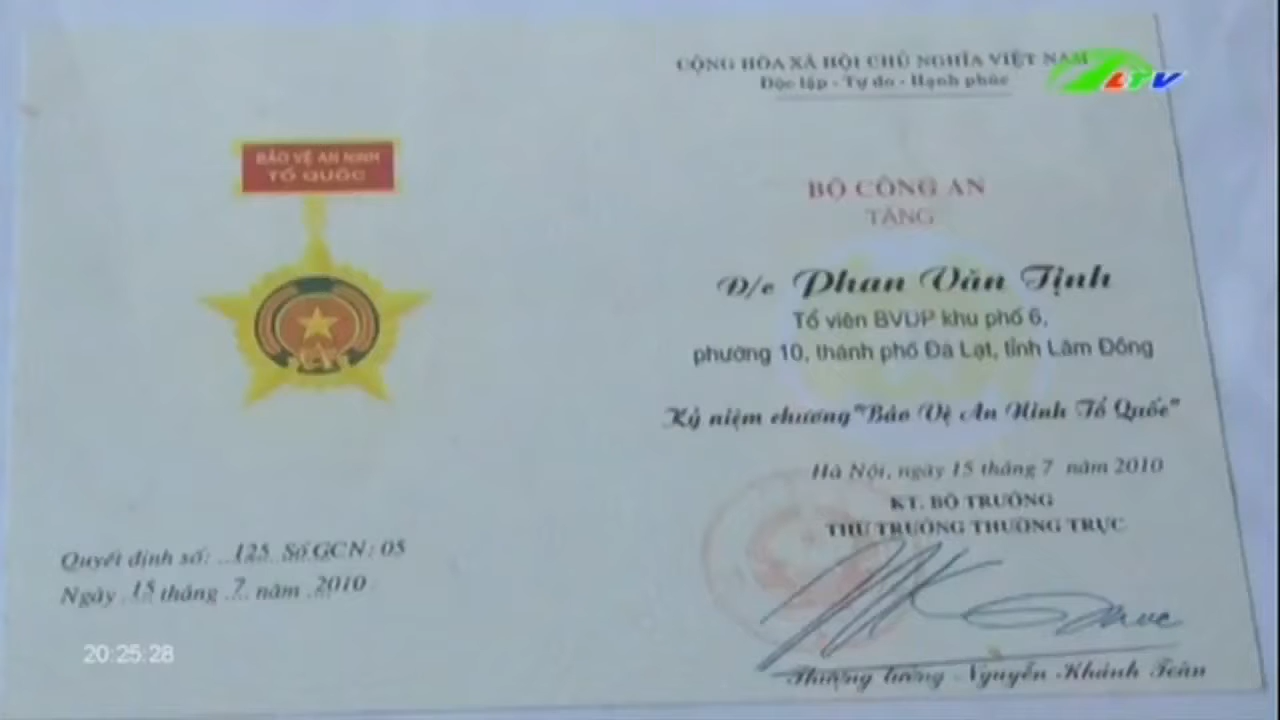 CỘNG HÒA XÃ HỘI CHỦ NGHĨA VIỆT NAM
Độc lập - Tự do - Hạnh phúc
LTV
BẢO VỆ AN NINH
TỔ QUỐC
BỘ CÔNG AN
TẶNG
Đ/c Phan Văn Tịnh
Tổ viên BVDP khu phố 6,
phường 10, thành phố Đà Lạt, tỉnh Lâm Đồng
Kỷ niệm chương "Bảo Vệ An Ninh Tổ Quốc"
Hà Nội, ngày 15 tháng 7 năm 2010
KT. BỘ TRƯỞNG
THỨ TRƯỞNG THƯỜNG TRỰC
Quyết định số: ..125 Số GCN: 05
Ngày .15 tháng .7. năm .2010
20:25:28
Thượng tướng Nguyễn Khánh Toàn